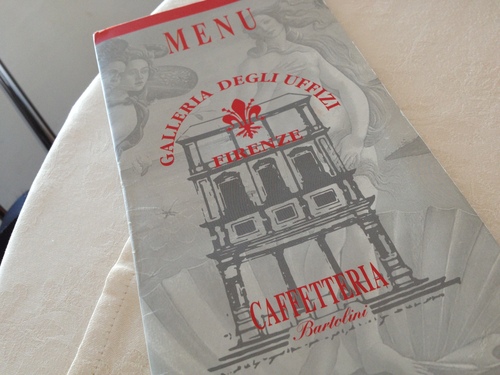 MENU
GALLERIA DEGLI UFFIZI
FIRENZE
CAFFETTERIA
Bartolini